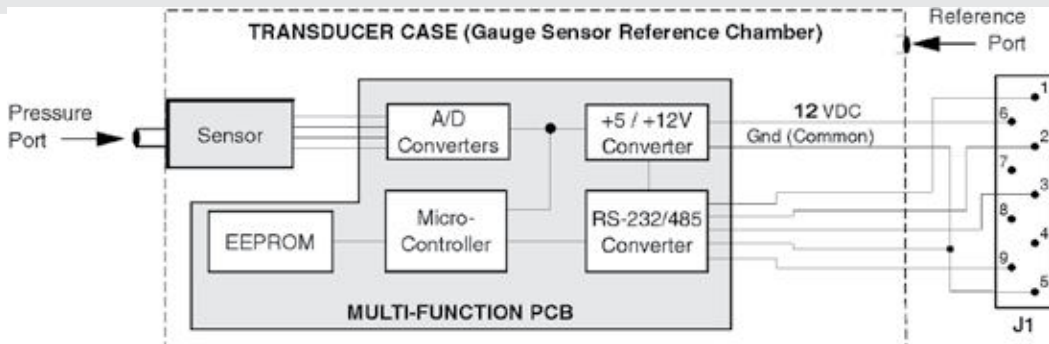 TRANSDUCER CASE (Gauge Sensor Reference Chamber)
Reference
Port
Pressure
Port
Sensor
A/D
Converters
+5 / +12V
Converter
12 VDC
Gnd (Common)
EEPROM
Micro-
Controller
RS-232/485
Converter
MULTI-FUNCTION PCB
1
6
2
7
3
8
4
9
5
J1